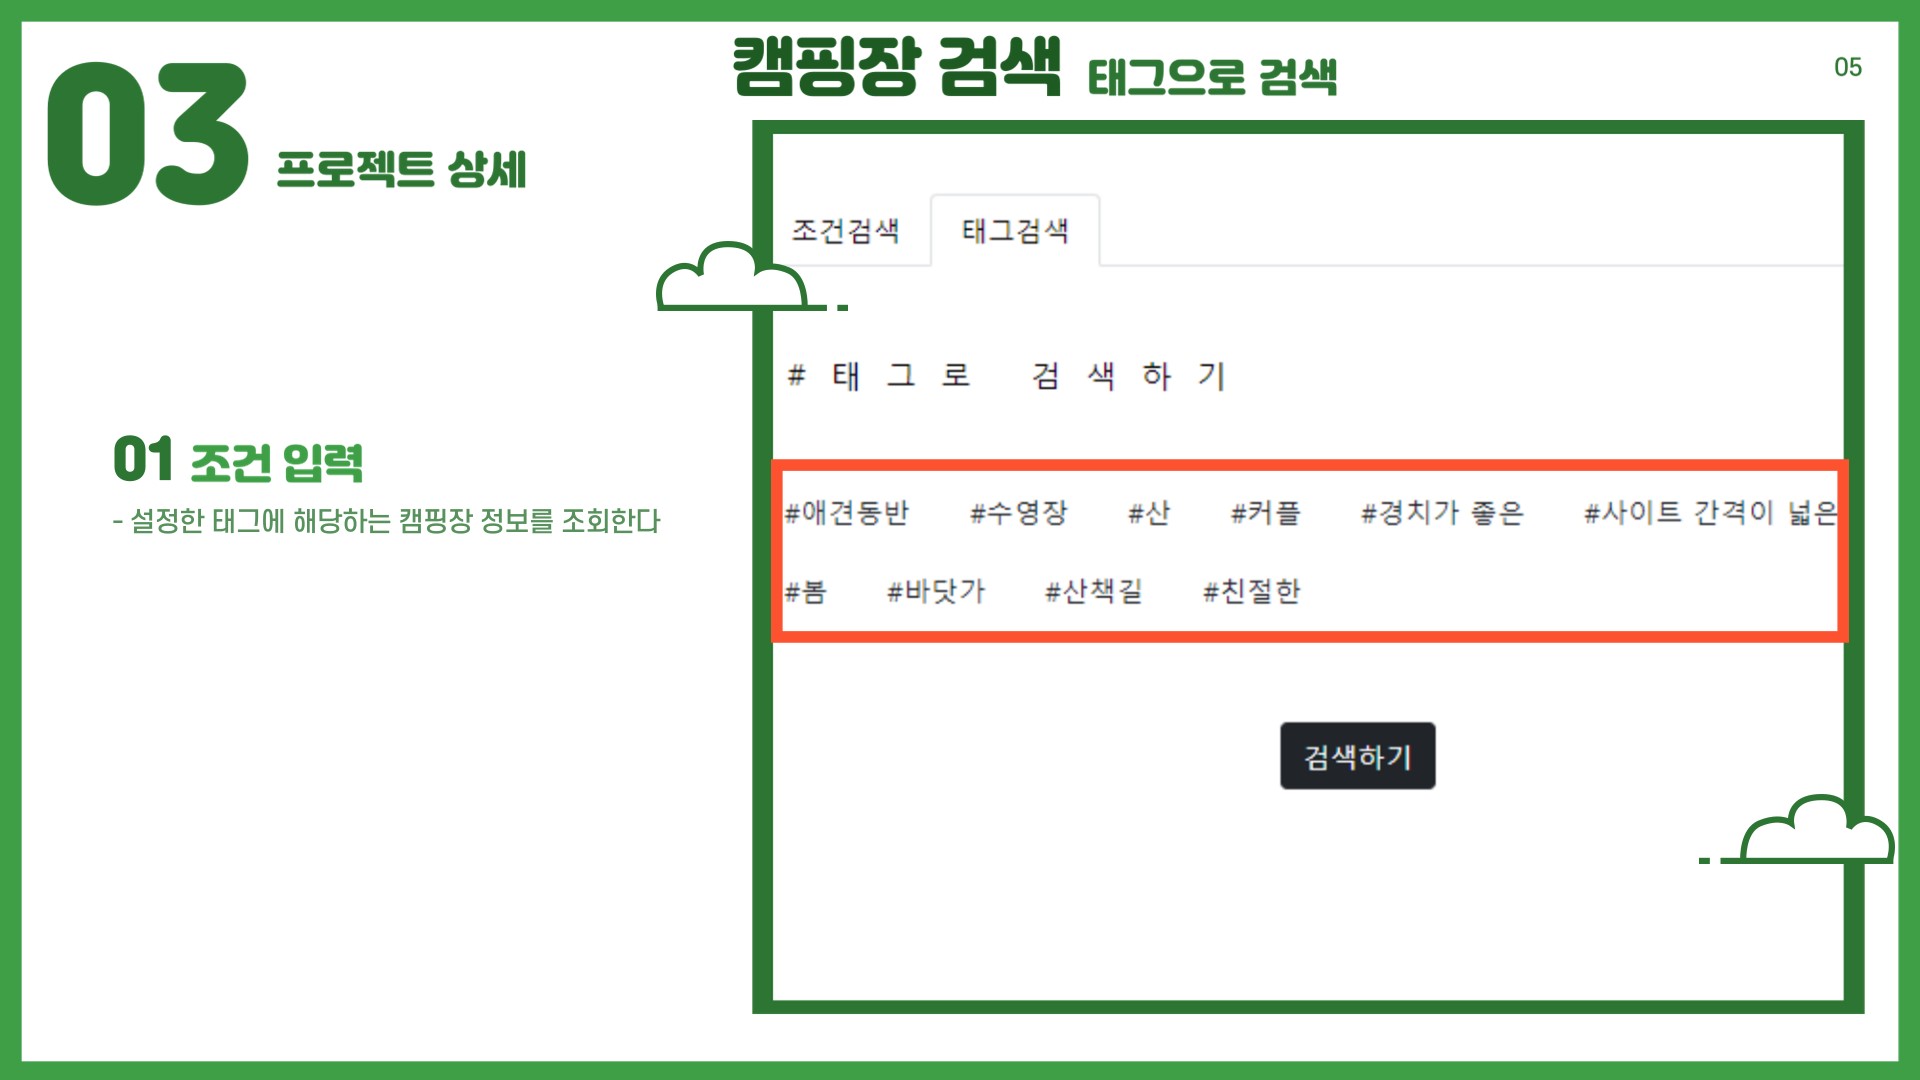 캠핑장 검색 태그으로 검색
05
03 프로젝트 상세
01 조건 입력
- 설정한 태그에 해당하는 캠핑장 정보를 조회한다
조건검색 태그검색
# 태 그 로 검 색 하 기
#애견동반 #수영장 #산 #커플 #경치가 좋은 #사이트 간격이 넓은
#봄 #바닷가 #산책길 #친절한
검색하기